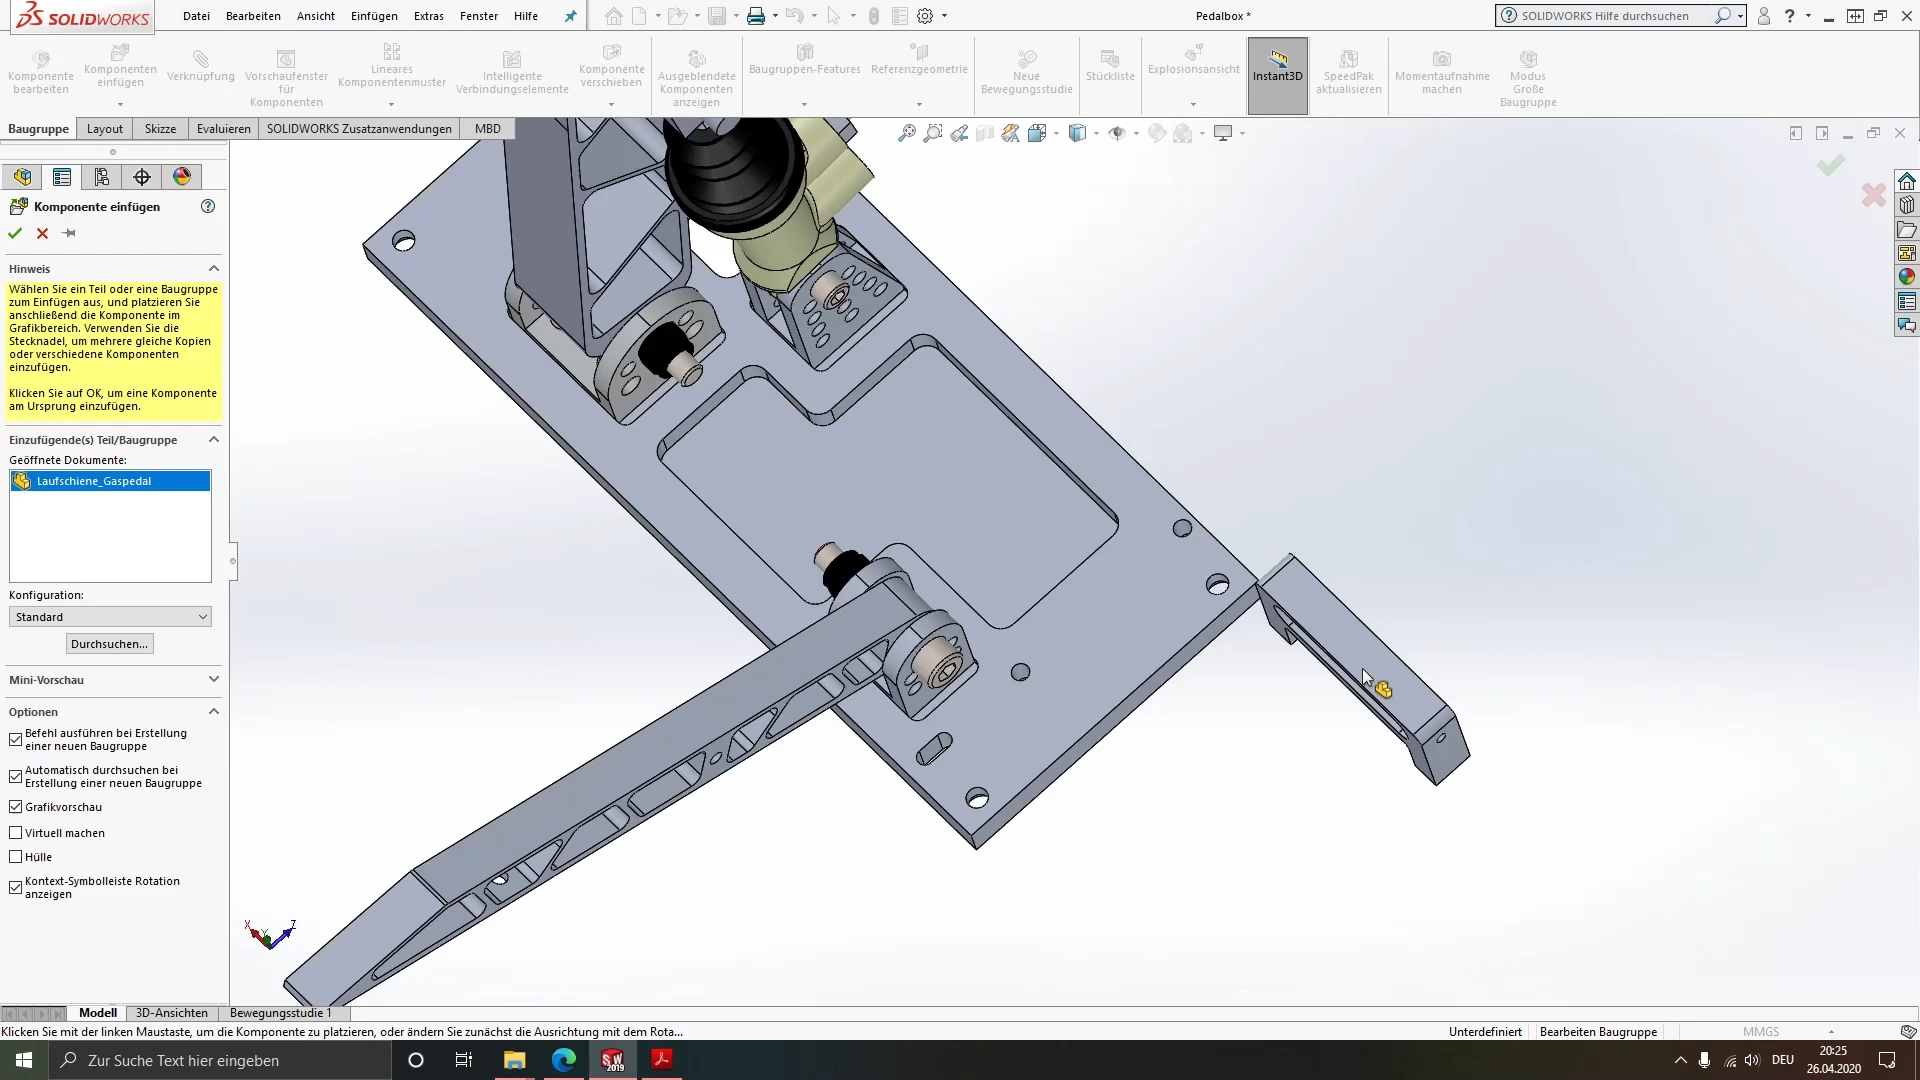 SOLIDWORKS
Datei
Bearbeiten
Ansicht
Einfügen
Extras
Fenster
Hilfe
Pedalbox *
SOLIDWORKS Hilfe durchsuchen
Komponente
bearbeiten
Komponenten
einfügen
Verknüpfung
Vorschaufenster
für
Komponenten
Lineares
Komponentenmuster
Intelligente
Verbindungselemente
Komponente
verschieben
Ausgeblendete
Komponenten
anzeigen
Baugruppen-Features
Referenzgeometrie
Neue
Bewegungsstudie
Stückliste
Explosionsansicht
Instant3D
SpeedPak
aktualisieren
Momentaufnahme
machen
Modus
Große
Baugruppe
Baugruppe
Layout
Skizze
Evaluieren
SOLIDWORKS Zusatzanwendungen
MBD
Komponente einfügen
Hinweis
Wählen Sie ein Teil oder eine Baugruppe
zum Einfügen aus, und platzieren Sie
anschließend die Komponente im
Grafikbereich. Verwenden Sie die
Stecknadel, um mehrere gleiche Kopien
oder verschiedene Komponenten
einzufügen.
Klicken Sie auf OK, um eine Komponente
am Ursprung einzufügen.
Einzufügende(s) Teil/Baugruppe
Geöffnete Dokumente:
Laufschiene_Gaspedal
Konfiguration:
Standard
Durchsuchen...
Mini-Vorschau
Optionen
Befehl ausführen bei Erstellung
einer neuen Baugruppe
Automatisch durchsuchen bei
Erstellung einer neuen Baugruppe
Grafikvorschau
Virtuell machen
Hülle
Kontext-Symbolleiste Rotation
anzeigen
X
Y
Z
Modell
3D-Ansichten
Bewegungsstudie 1
Klicken Sie mit der linken Maustaste, um die Komponente zu platzieren, oder ändern Sie zunächst die Ausrichtung mit dem Rota...
Unterdefiniert
Bearbeiten Baugruppe
MMGS
Zur Suche Text hier eingeben
SW
2019
DEU
20:25
26.04.2020